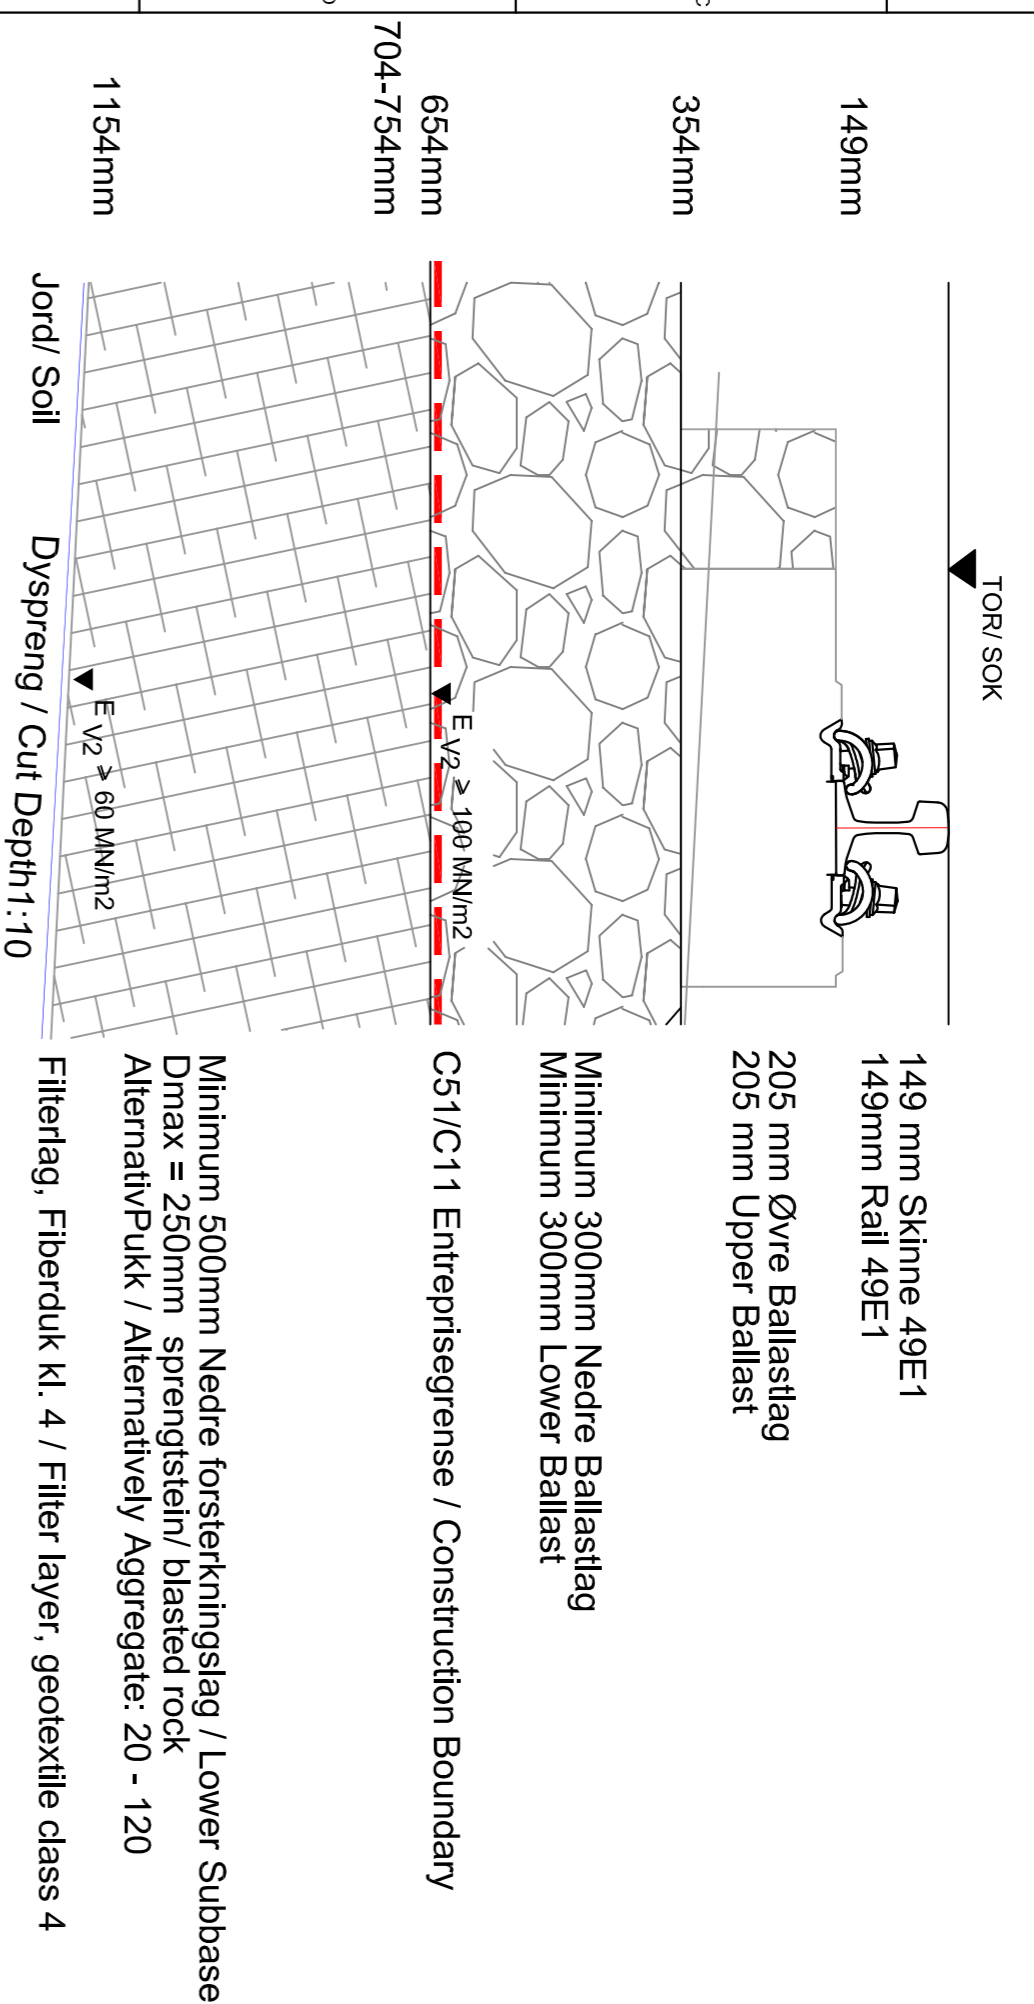 TOR/ SOK
149mm
149 mm Skinne 49E1
149mm Rail 49E1
205 mm Øvre Ballastlag
205 mm Upper Ballast
354mm
Minimum 300mm Nedre Ballastlag
Minimum 300mm Lower Ballast
E V2 ≥ 100 MN/m2
654mm
C51/C11 Entreprisegrense / Construction Boundary
704-754mm
Minimum 500mm Nedre forsterkningslag / Lower Subbase
Dmax = 250mm sprengtstein/ blasted rock
AlternativPukk / Alternatively Aggregate: 20 - 120
E V2 ≥ 60 MN/m2
1154mm
Jord/ Soil
Dyspreng / Cut Depth1:10
Filterlag, Fiberduk kl. 4 / Filter layer, geotextile class 4